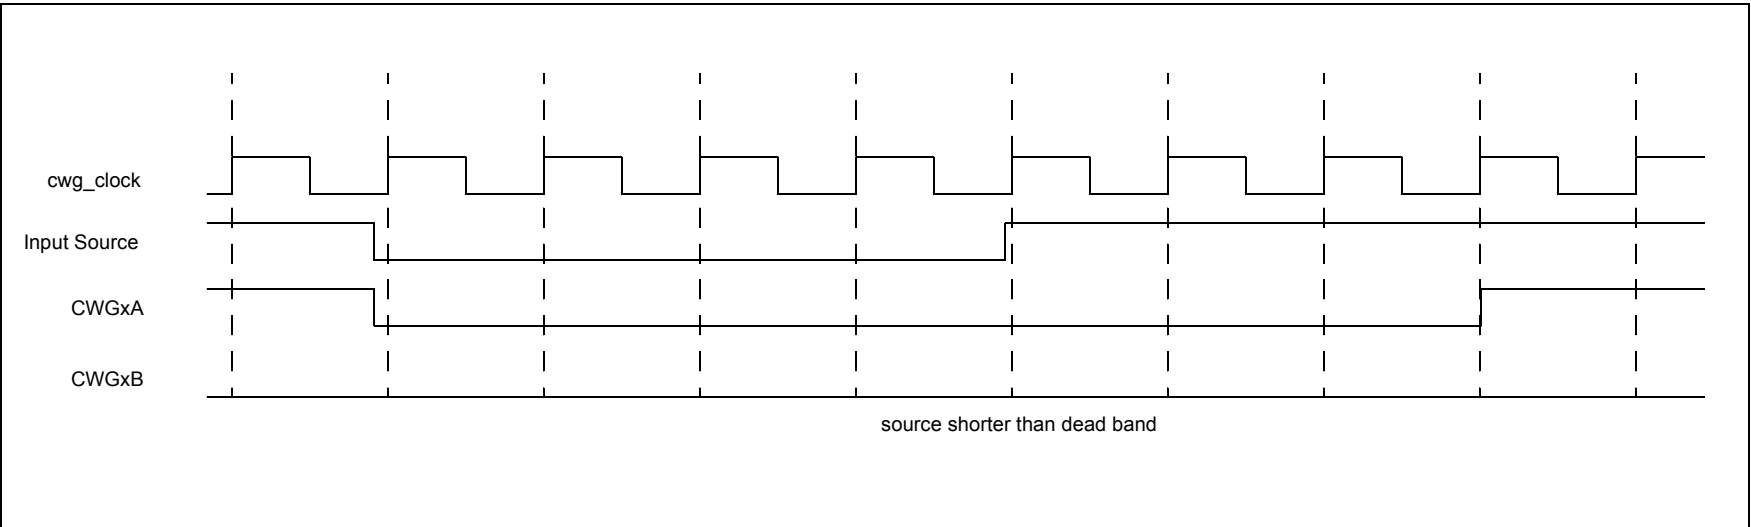 cwg_clock
Input Source
CWGxA
CWGxB
source shorter than dead band